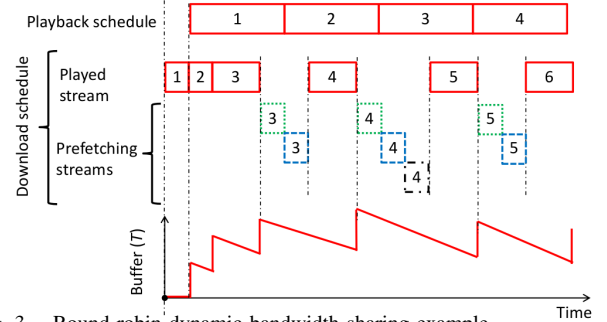 Playback schedule 1 2 3 4
Download schedule
Played stream 1 2 3 4 5 6
Prefetching streams
3 4 5
3 4 5
4
Buffer (T)
Time
3. Round-robin dynamic bandwidth sharing example